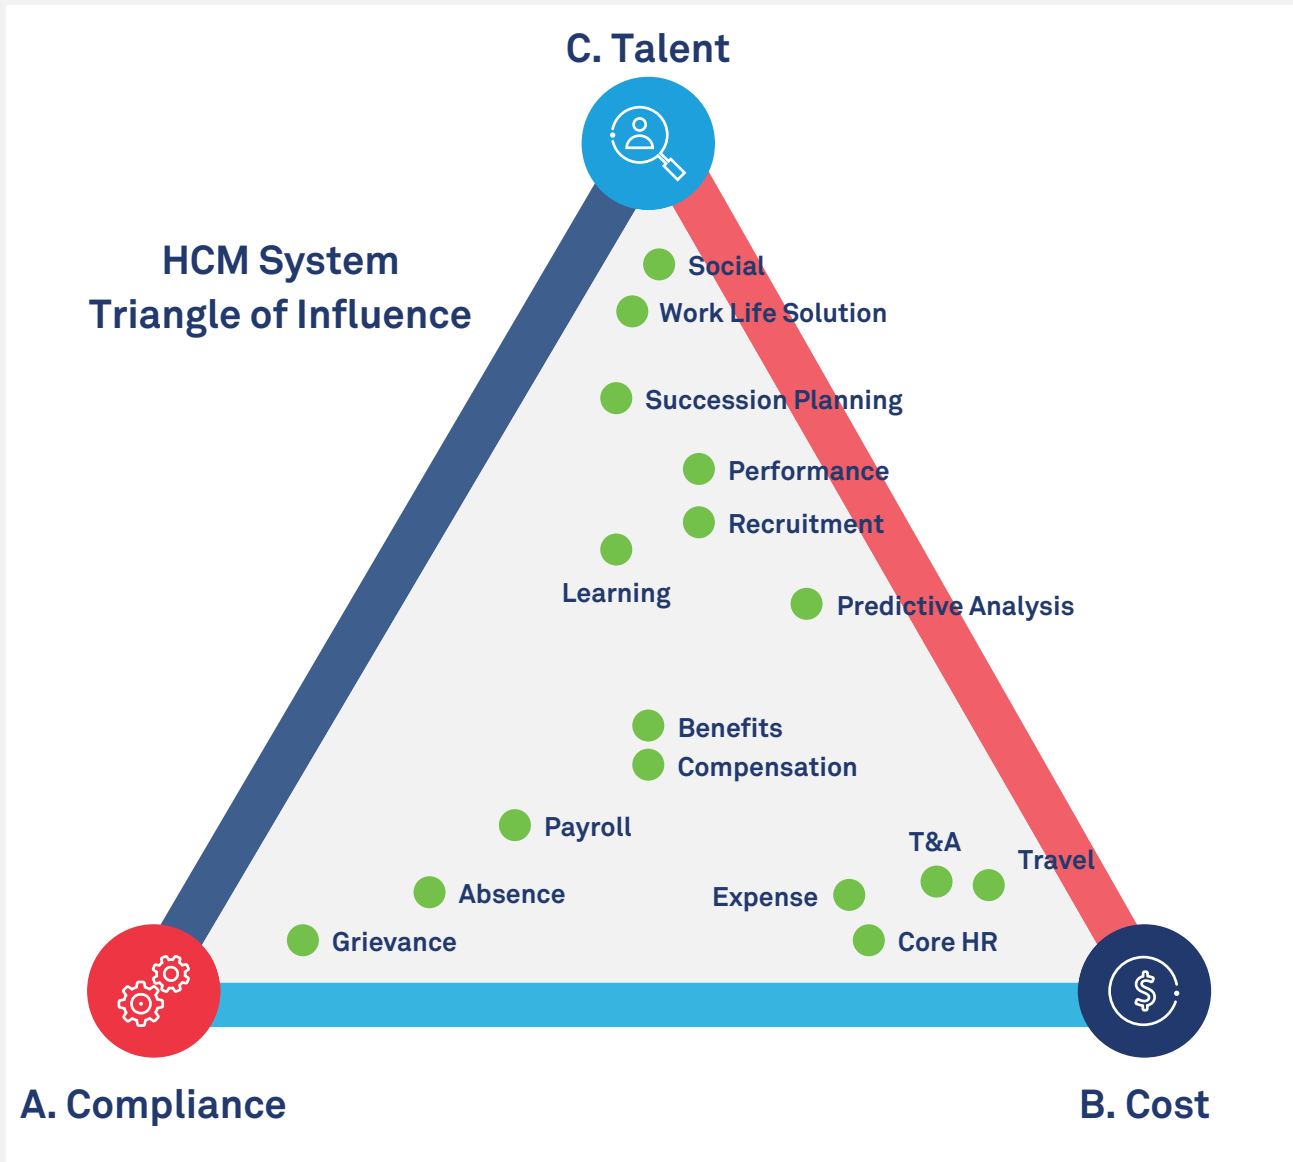 C. Talent
HCM System
Triangle of Influence
Social
Work Life Solution
Succession Planning
Performance
Recruitment
Learning
Predictive Analysis
Benefits
Compensation
Payroll
T&A
Travel
Absence
Expense
Grievance
Core HR
$
A. Compliance
B. Cost